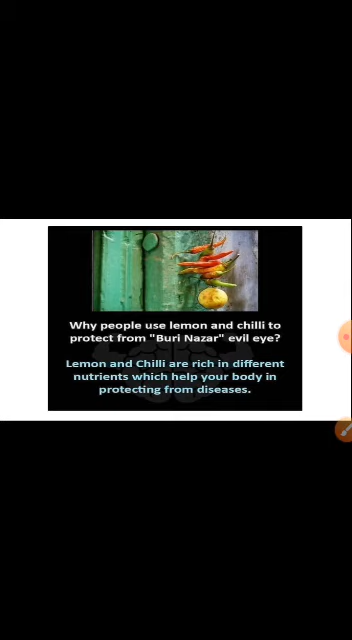 Why people use lemon and chilli to
protect from "Buri Nazar" evil eye?
Lemon and Chilli are rich in different
nutrients which help your body in
protecting from diseases.